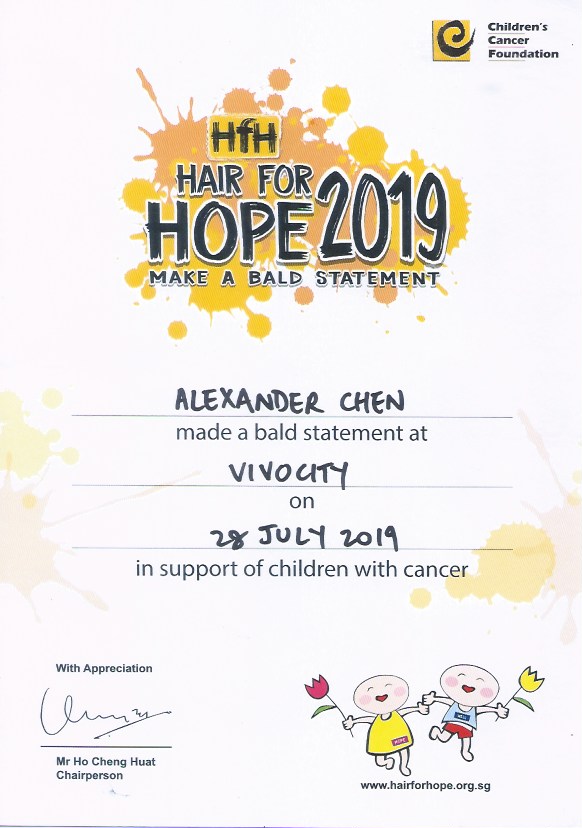 Children's
Cancer
Foundation
HfH
HAIR FOR
HOPE 2019
MAKE A BALD STATEMENT
ALEXANDER CHEN
made a bald statement at
VIVOCITY
on
28 JULY 2019
in support of children with cancer
With Appreciation
Mr Ho Cheng Huat
Chairperson
HOPE
www.hairforhope.org.sg